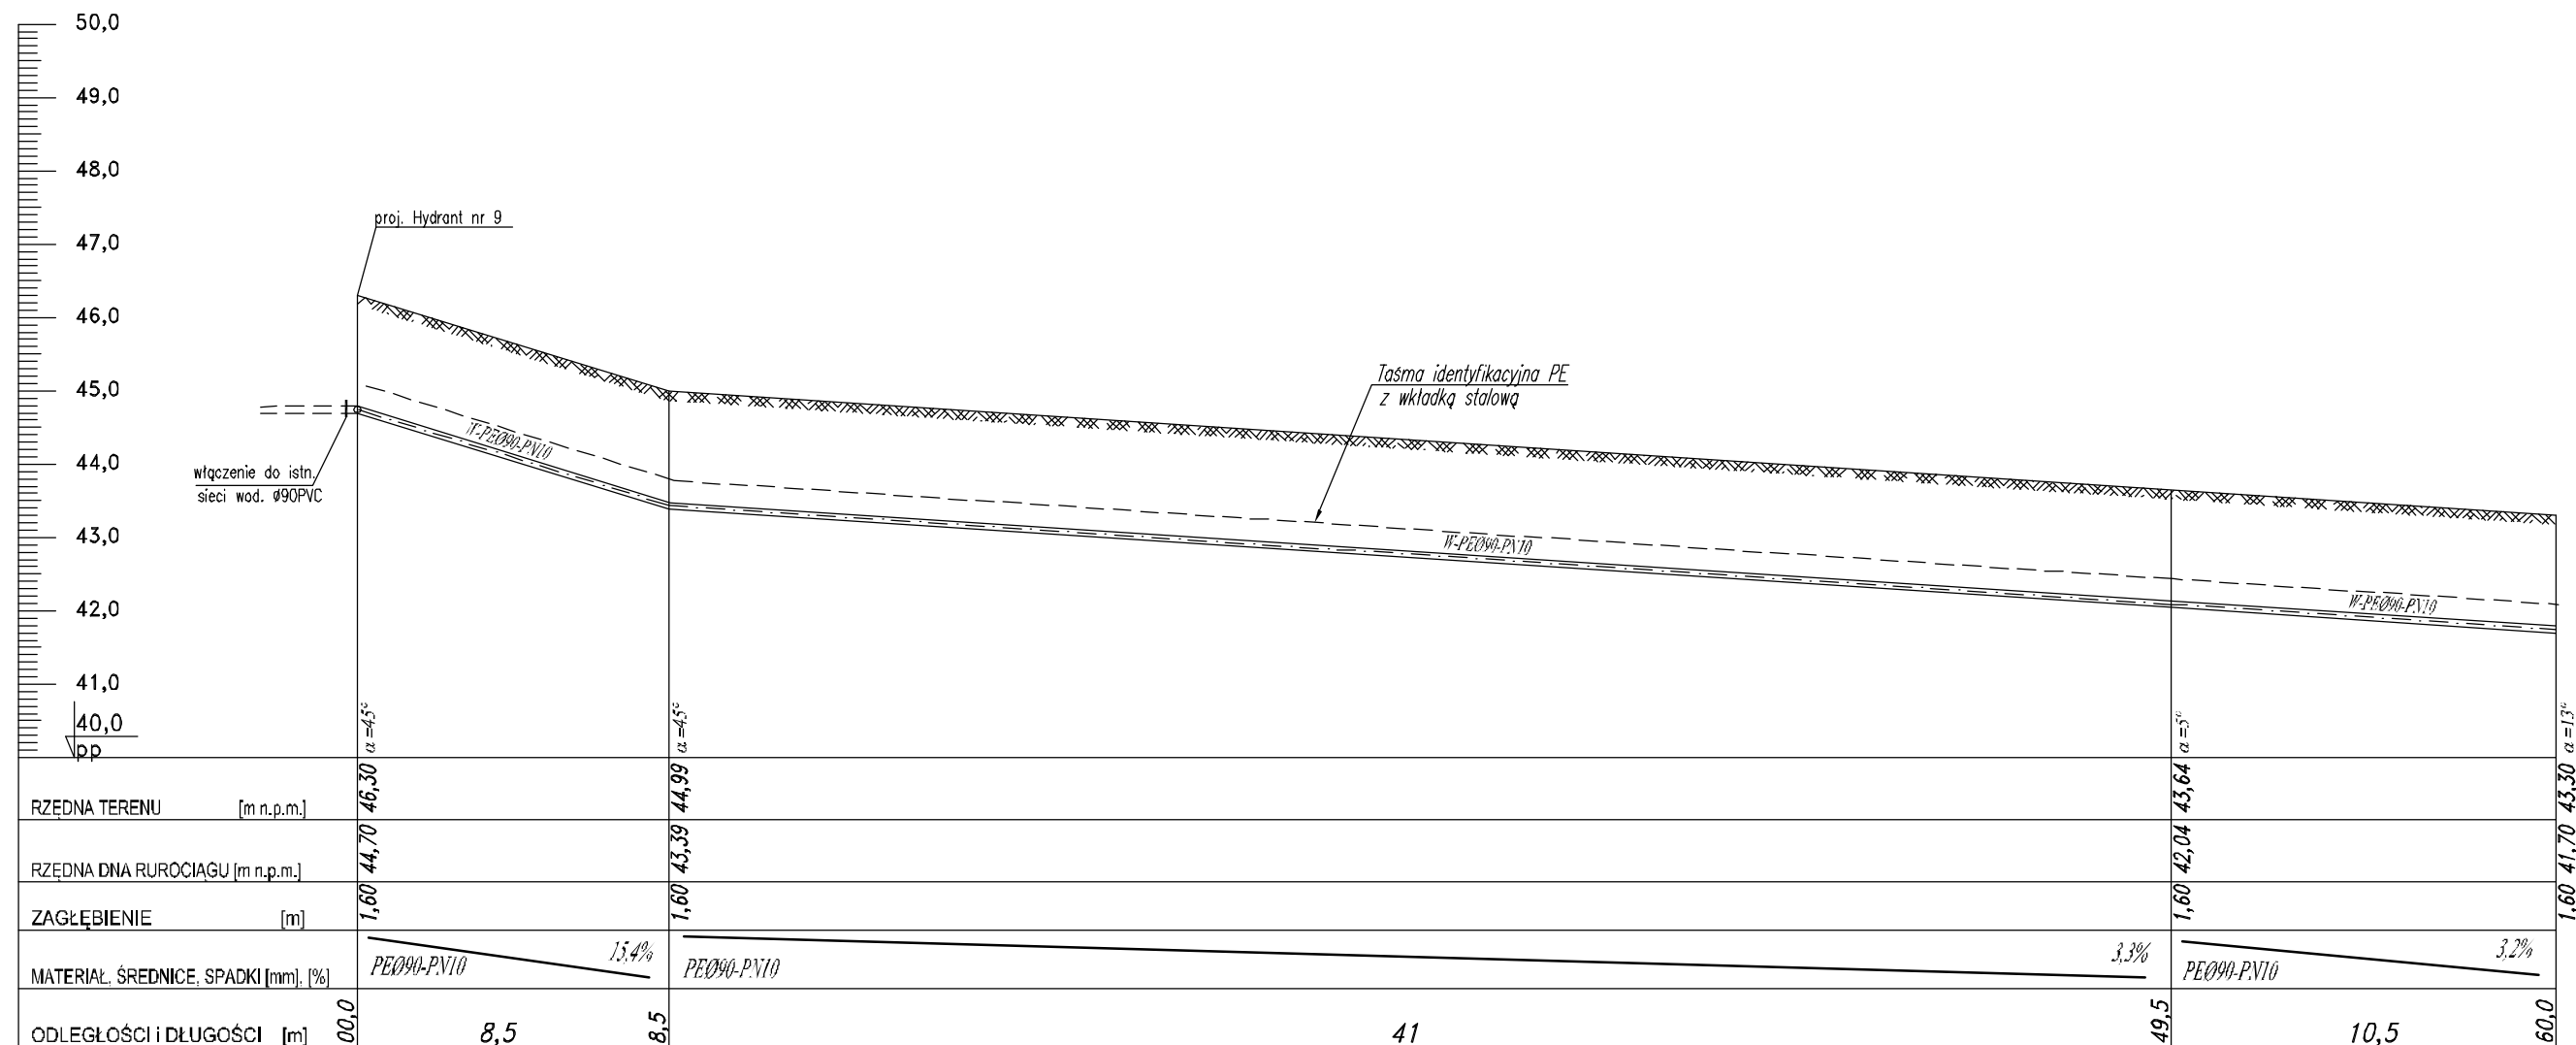 50,0
49,0
48,0
47,0
46,0
45,0
44,0
43,0
42,0
41,0
40,0
pp
proj. Hydrant nr 9
włączenie do istn.
sieci wod. Ø90PVC
W-PEØ90-PN10
Taśma identyfikacyjna PE
z wkładką stalową
W-PEØ90-PN10
W-PEØ90-PN10
α=45° α=45° α=5° α=13°
RZĘDNA TERENU [m n.p.m.] 46,30 44,99 43,64 43,30
RZĘDNA DNA RUROCIĄGU [m n.p.m.] 44,70 43,39 42,04 41,70
ZAGŁĘBIENIE [m] 1,60 1,60 1,60 1,60
MATERIAŁ, ŚREDNICE, SPADKI [mm], [%] PEØ90-PN10 15,4% PEØ90-PN10 3,3% PEØ90-PN10 3,2%
ODLEGŁOŚCI i DŁUGOŚCI [m] 00,0 8,5 8,5 41 49,5 10,5 60,0